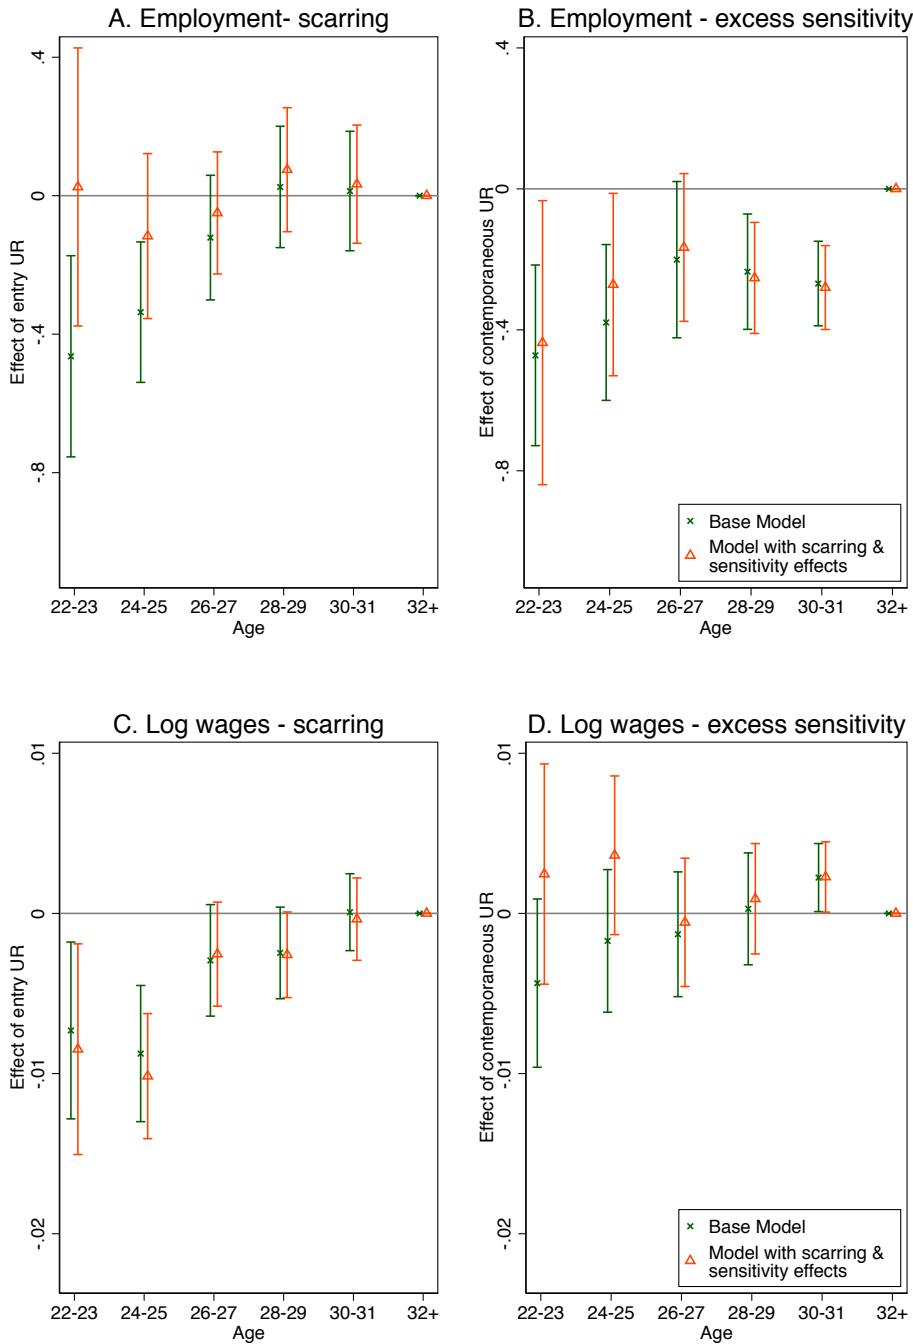 A. Employment- scarring
Effect of entry UR
.4
0
-.4
-.8
22-23 24-25 26-27 28-29 30-31 32+
Age
B. Employment - excess sensitivity
Effect of contemporaneous UR
.4
0
-.4
-.8
Base Model
Model with scarring &
sensitivity effects
22-23 24-25 26-27 28-29 30-31 32+
Age
C. Log wages - scarring
Effect of entry UR
.01
0
-.01
-.02
22-23 24-25 26-27 28-29 30-31 32+
Age
D. Log wages - excess sensitivity
Effect of contemporaneous UR
.01
0
-.01
-.02
Base Model
Model with scarring &
sensitivity effects
22-23 24-25 26-27 28-29 30-31 32+
Age